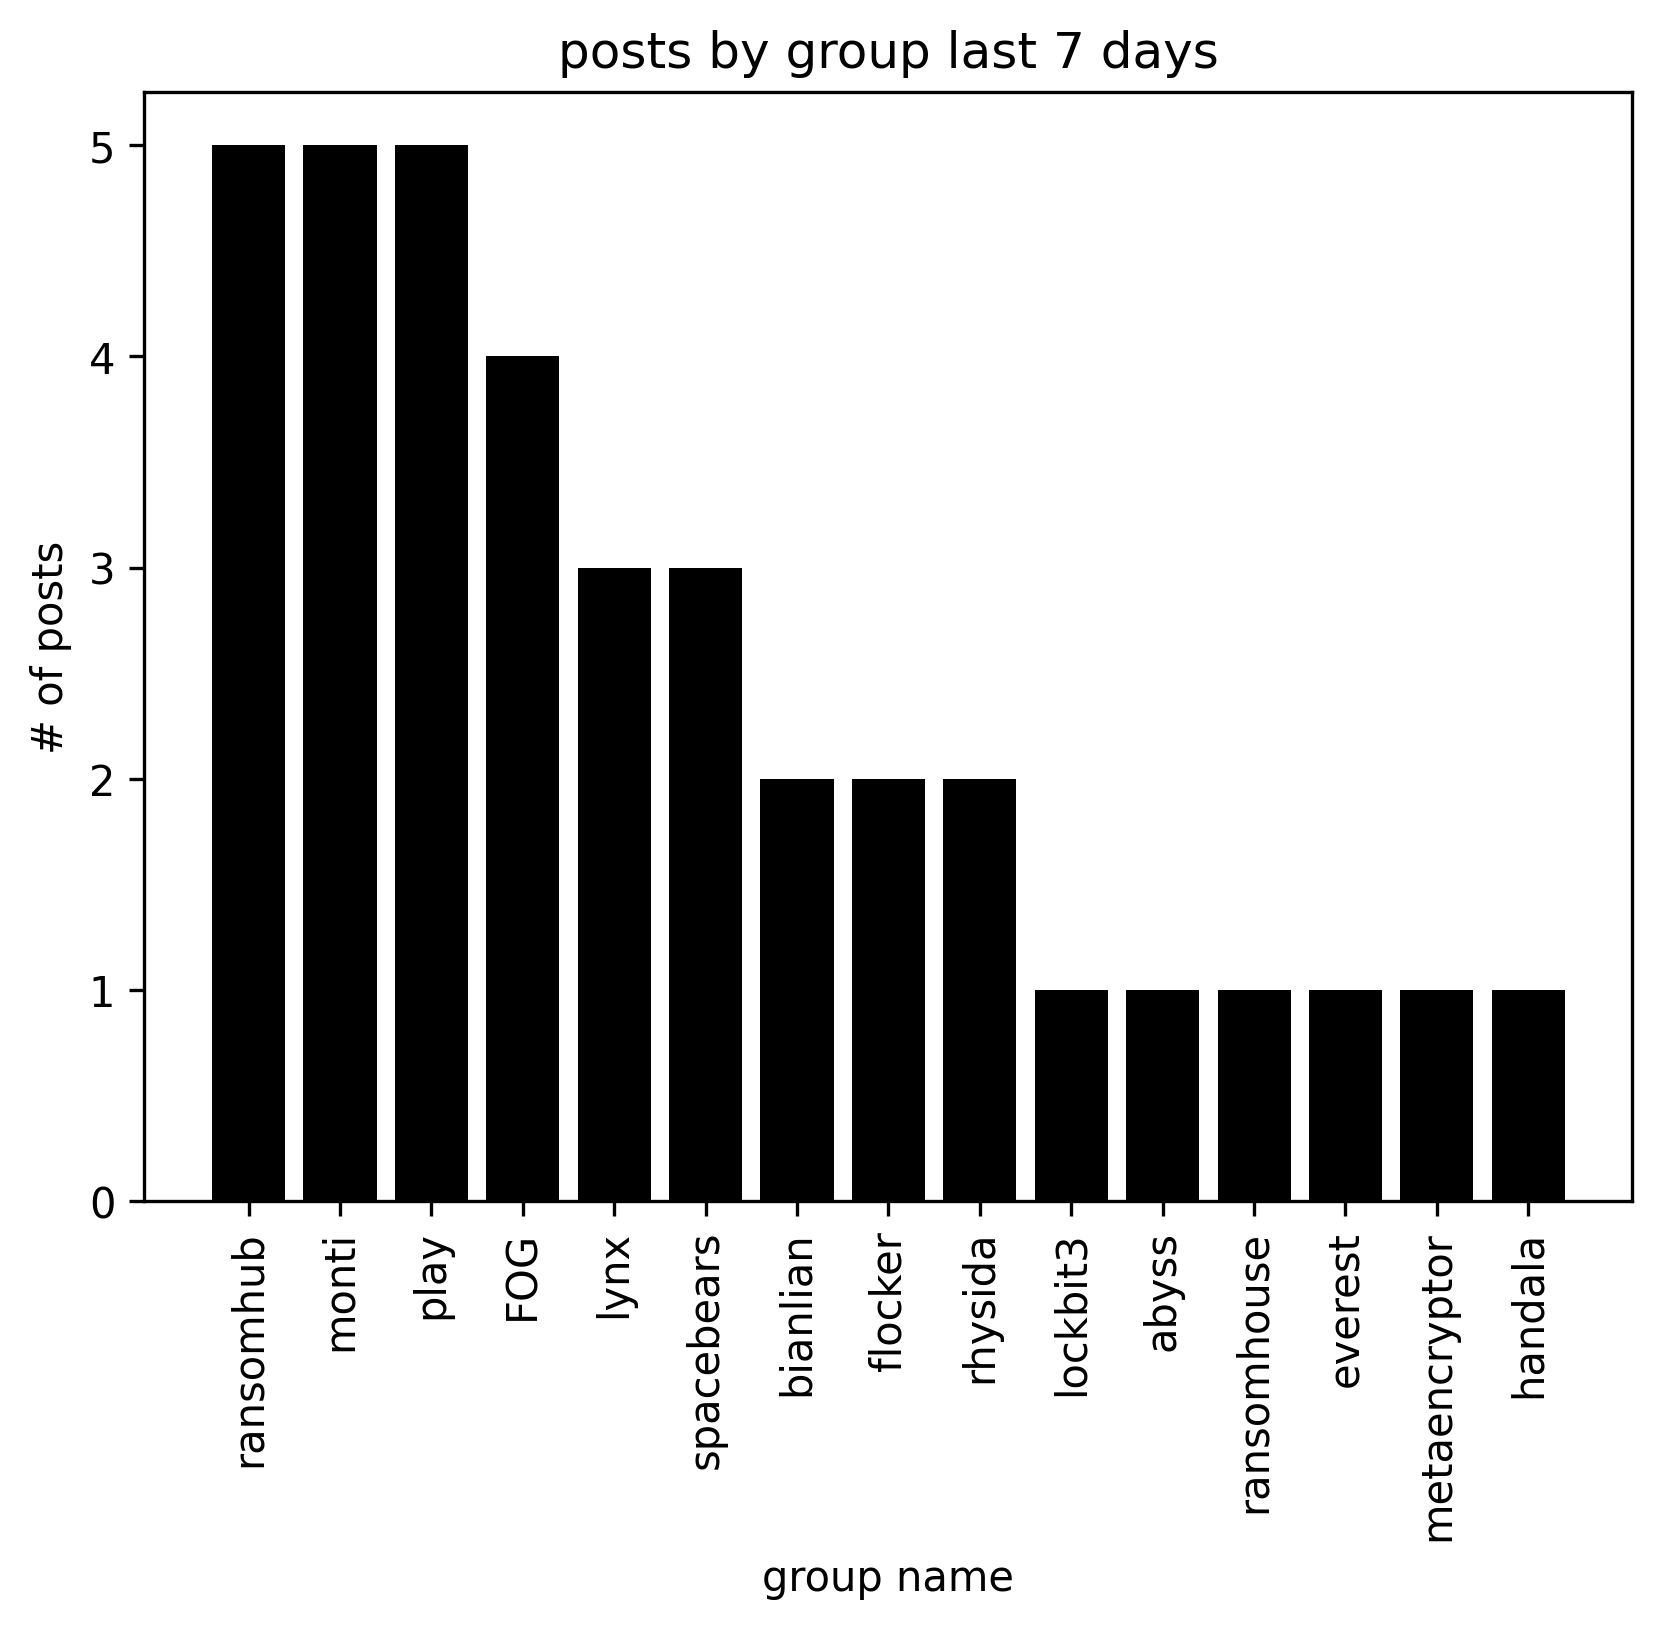 posts by group last 7 days
5
4
3
2
1
0
# of posts
ransomhub
monti
play
FOG
lynx
spacebears
bianlian
flocker
rhysida
lockbit3
abyss
ransomhouse
everest
metaencryptor
handala
group name